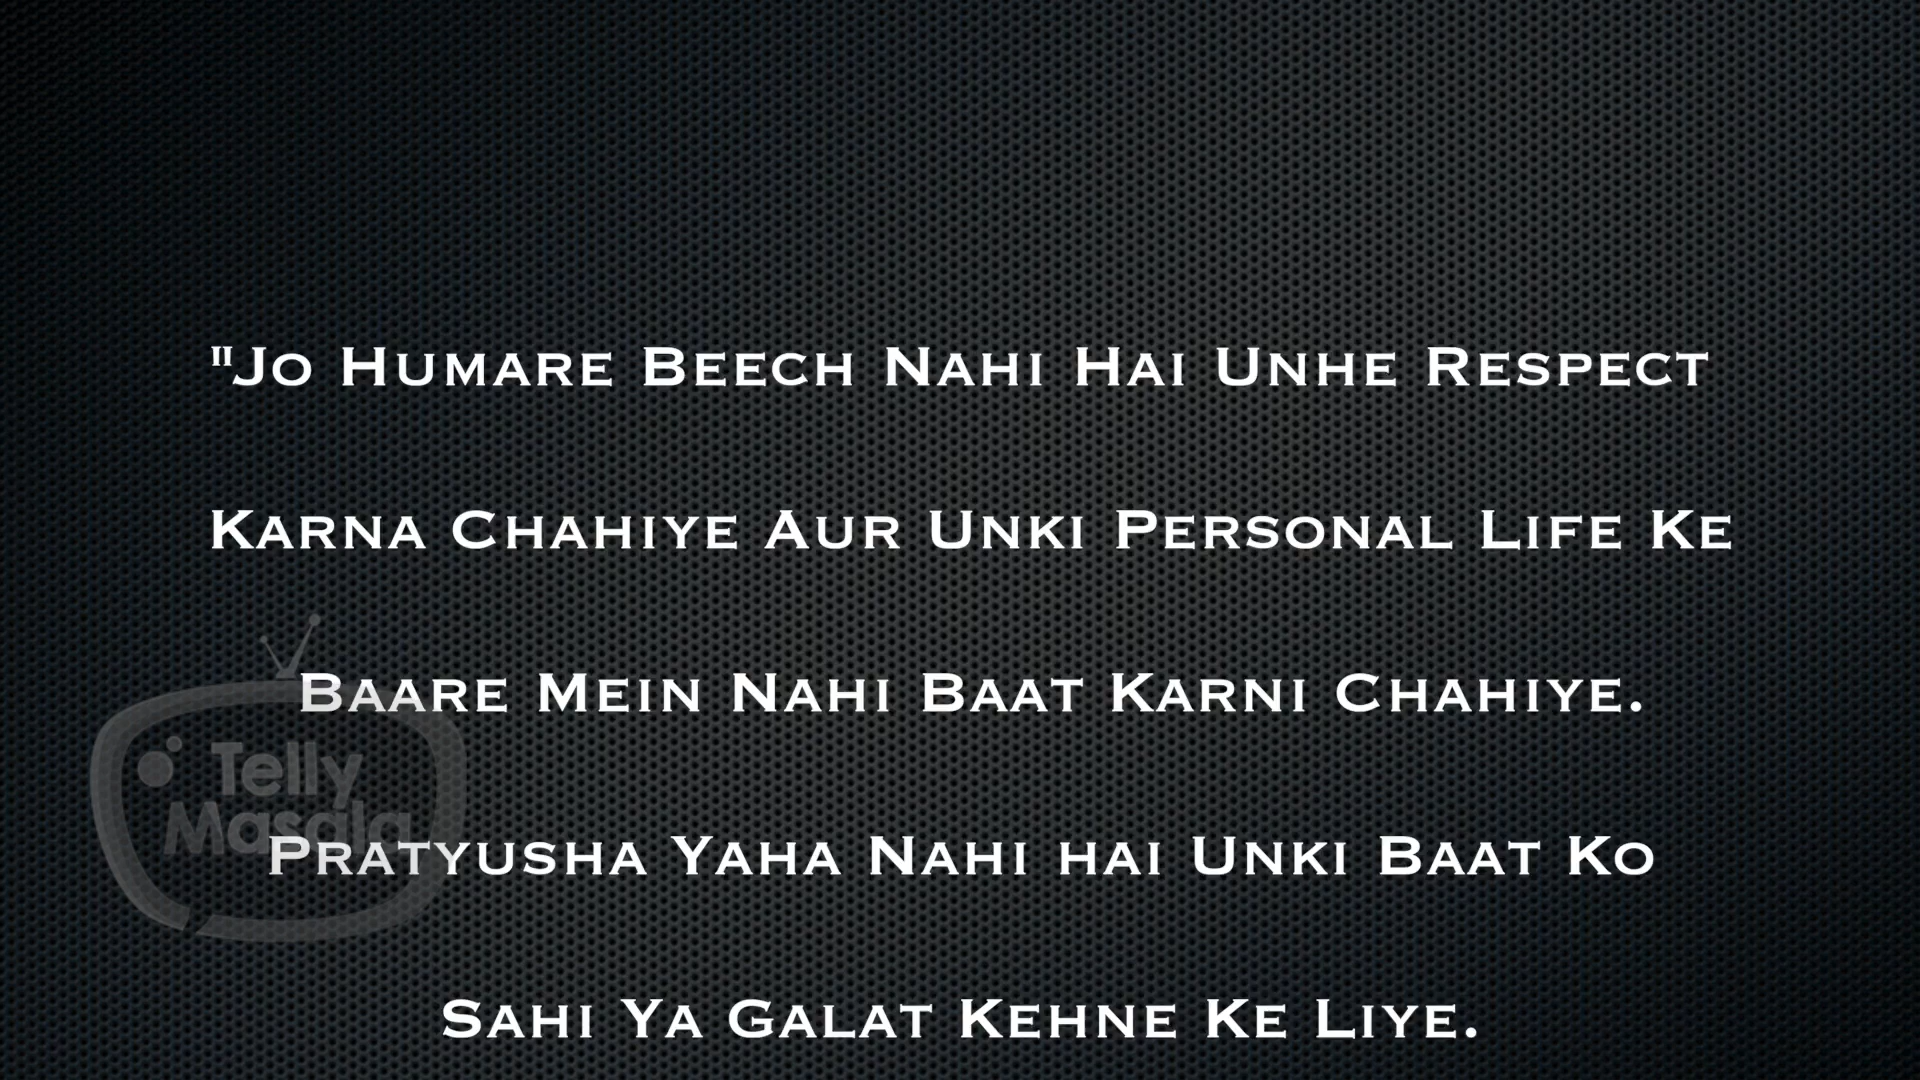 "Jo Humare Beech Nahi Hai Unhe Respect
Karna Chahiye Aur Unki Personal Life Ke
Baare Mein Nahi Baat Karni Chahiye.
Telly
Masala
Pratyusha Yaha Nahi hai Unki Baat Ko
Sahi Ya Galat Kehne Ke Liye.